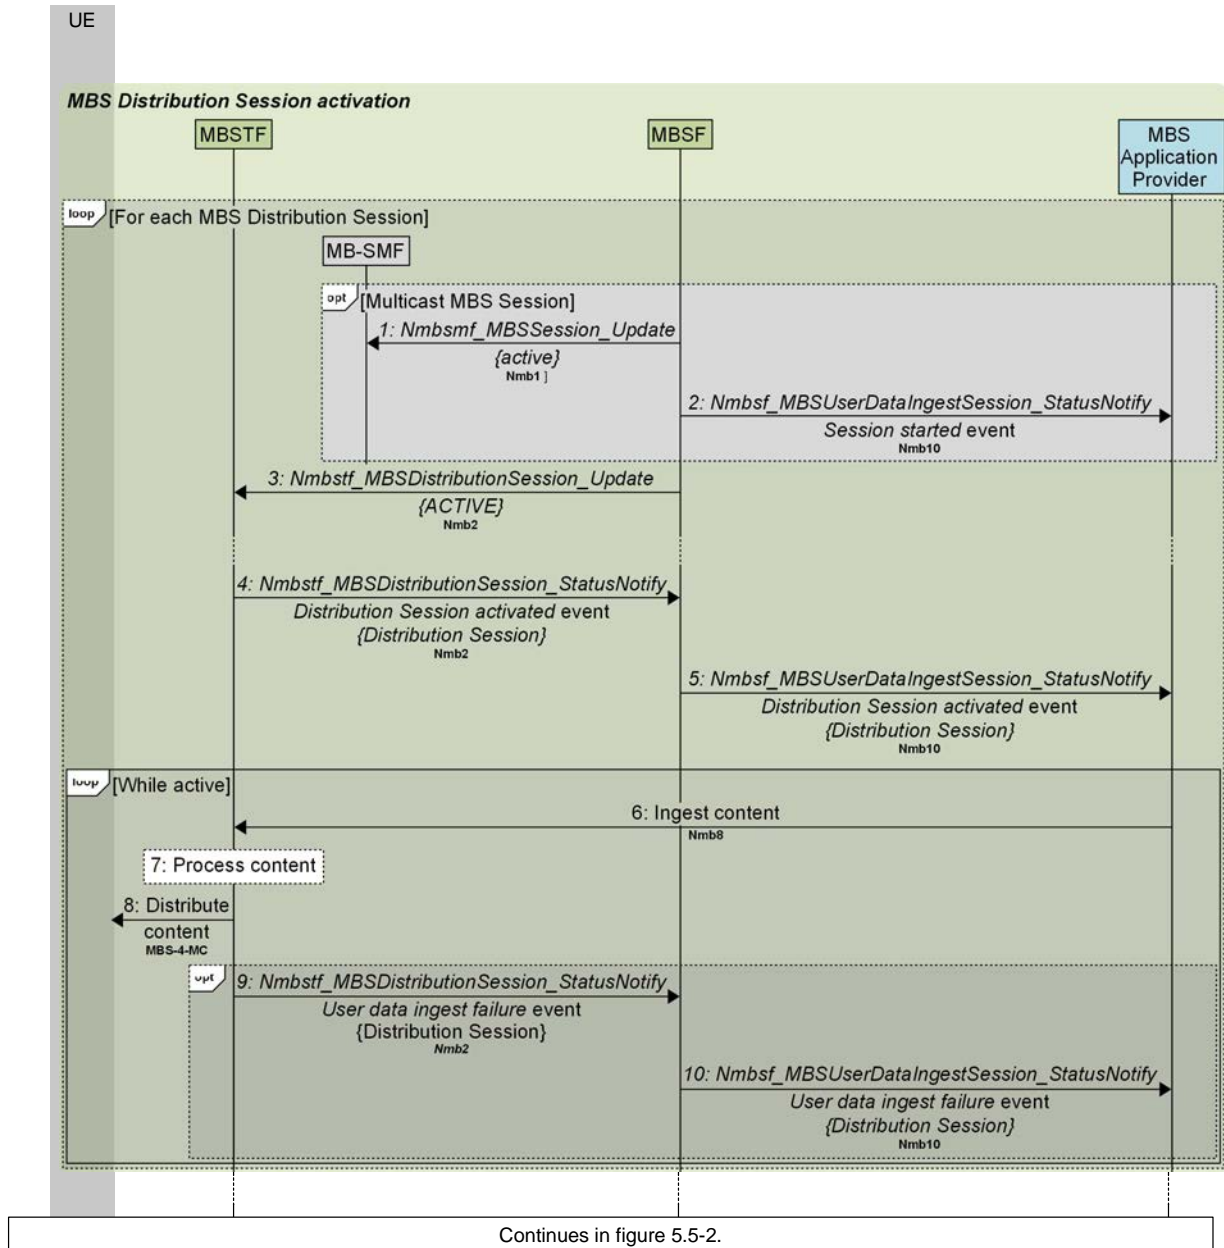 UE
MBS Distribution Session activation
MBSTF
MBSF
MBS
Application
Provider
loop
[For each MBS Distribution Session]
MB-SMF
opt
[Multicast MBS Session]
1: Nmbsmf_MBSSession_Update
{active}
Nmb1 ]
2: Nmbsf_MBSUserDataIngestSession_StatusNotify
Session started event
Nmb10
3: Nmbstf_MBSDistributionSession_Update
{ACTIVE}
Nmb2
4: Nmbstf_MBSDistributionSession_StatusNotify
Distribution Session activated event
{Distribution Session}
Nmb2
5: Nmbsf_MBSUserDataIngestSession_StatusNotify
Distribution Session activated event
{Distribution Session}
Nmb10
loop
[While active]
6: Ingest content
Nmb8
7: Process content
8: Distribute
content
MBS-4-MC
opt
9: Nmbstf_MBSDistributionSession_StatusNotify
User data ingest failure event
{Distribution Session}
Nmb2
10: Nmbsf_MBSUserDataIngestSession_StatusNotify
User data ingest failure event
{Distribution Session}
Nmb10
Continues in figure 5.5-2.